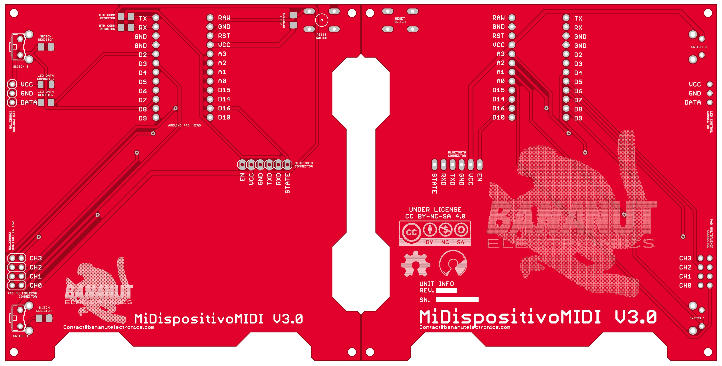 TX
RX
GND
GND
D2
D3
D4
D5
D6
D7
D8
D9
RAW
GND
RST
VCC
A3
A2
A1
A0
D15
D14
D16
D10
VCC
GND
DATA
EN
VCC
GND
TXD
RXD
STATE
CH3
CH2
CH1
CH0
BANANUT
ELECTRONICS
MiDispositivoMIDI V3.0
Contact@bananutelectronics.com
RAW
GND
RST
VCC
A3
A2
A1
A0
D15
D14
D16
D10
TX
RX
GND
GND
D2
D3
D4
D5
D6
D7
D8
D9
VCC
GND
DATA
BLUETOOTH
CONNECTOR
STATE
RXD
TXD
GND
VCC
EN
UNDER LICENSE
CC BY-NC-SA 4.0
CC
BY NC SA
BANANUT
ELECTRONICS
CH3
CH2
CH1
CH0
UNIT INFO
REV.
SN.
MiDispositivoMIDI V3.0
Contact@bananutelectronics.com